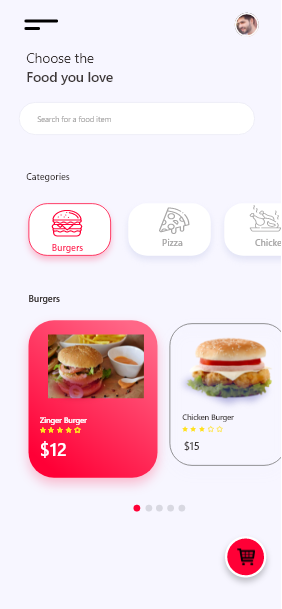 Choose the
Food you love
Search for a food item
Categories
Burgers
Pizza
Chicke
Burgers
Zinger Burger
$12
Chicken Burger
$15